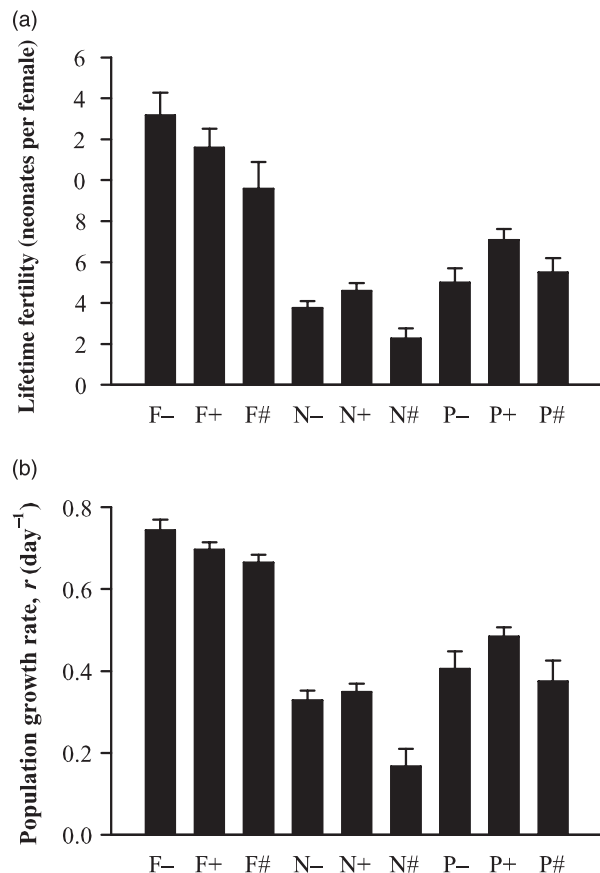 (a)
Lifetime fertility (neonates per female)
6
4
2
0
8
6
4
2
0
F– F+ F# N– N+ N# P– P+ P#
(b)
Population growth rate, r (day⁻¹)
0.8
0.6
0.4
0.2
0.0
F– F+ F# N– N+ N# P– P+ P#